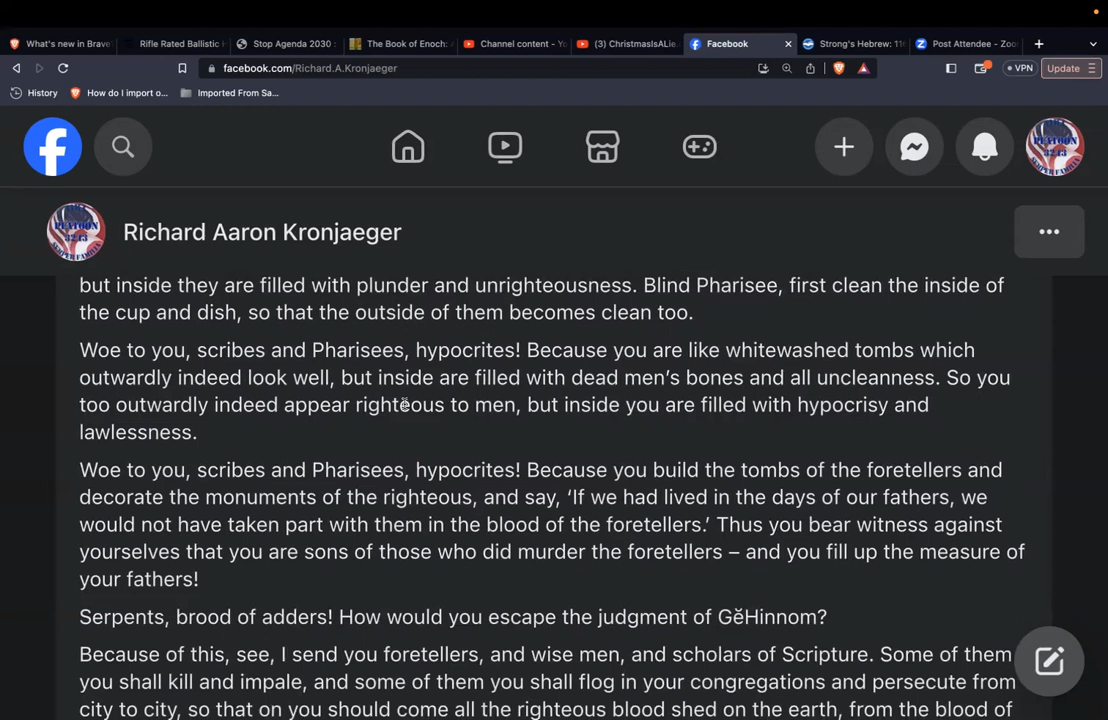 What's new in Brave
Rifle Rated Ballistic H
Stop Agenda 2030 :
The Book of Enoch:
Channel content - Yo
(3) ChristmasIsALie
Facebook
Strong's Hebrew: 11
Post Attendee - Zoo
facebook.com/Richard.A.Kronjaeger
VPN
Update
History
How do I import o...
Imported From Sa...
Richard Aaron Kronjaeger
but inside they are filled with plunder and unrighteousness. Blind Pharisee, first clean the inside of
the cup and dish, so that the outside of them becomes clean too.
Woe to you, scribes and Pharisees, hypocrites! Because you are like whitewashed tombs which
outwardly indeed look well, but inside are filled with dead men’s bones and all uncleanness. So you
too outwardly indeed appear righteous to men, but inside you are filled with hypocrisy and
lawlessness.
Woe to you, scribes and Pharisees, hypocrites! Because you build the tombs of the foretellers and
decorate the monuments of the righteous, and say, ‘If we had lived in the days of our fathers, we
would not have taken part with them in the blood of the foretellers.’ Thus you bear witness against
yourselves that you are sons of those who did murder the foretellers – and you fill up the measure of
your fathers!
Serpents, brood of adders! How would you escape the judgment of GěHinnom?
Because of this, see, I send you foretellers, and wise men, and scholars of Scripture. Some of them
you shall kill and impale, and some of them you shall flog in your congregations and persecute from
city to city, so that on you should come all the righteous blood shed on the earth, from the blood of